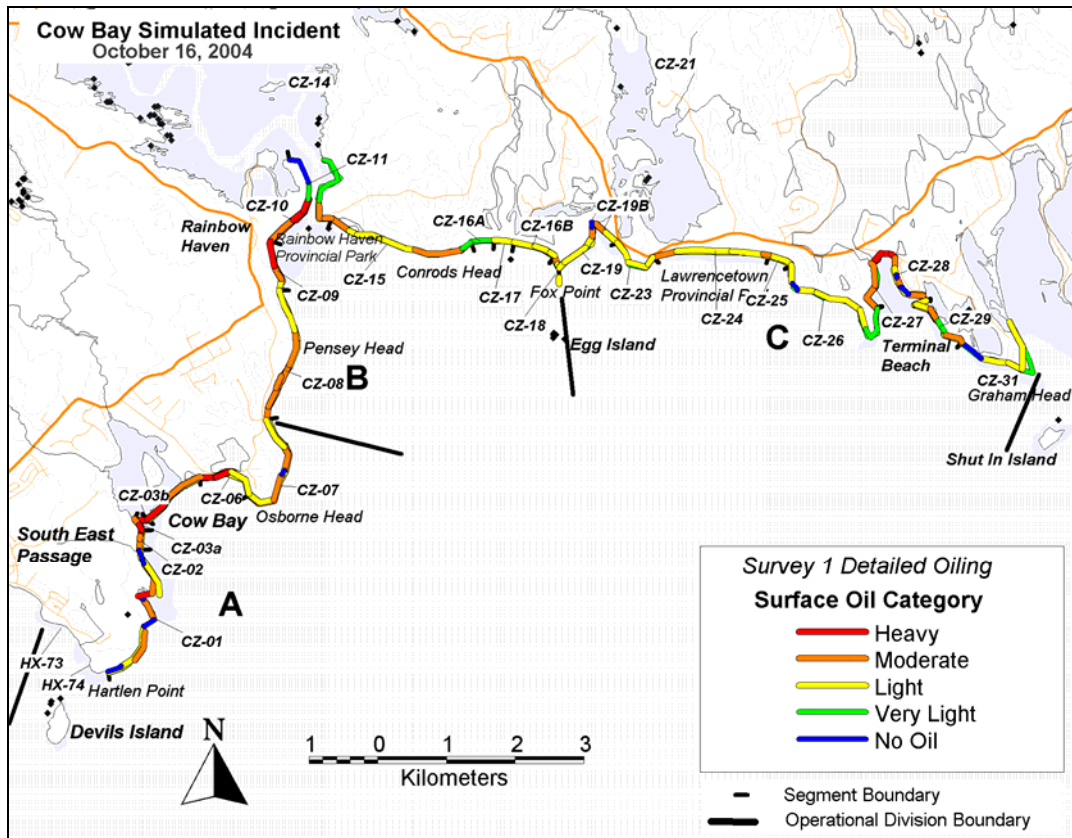 Cow Bay Simulated Incident
October 16, 2004
CZ-14
CZ-21
CZ-11
CZ-10
Rainbow
Haven
Rainbow Haven
Provincial Park
CZ-16A
CZ-19B
CZ-16B
CZ-15
Conrods Head
CZ-17
CZ-19
CZ-23
Fox Point
CZ-18
Lawrencetown
Provincial P
CZ-25
CZ-24
CZ-28
CZ-09
Egg Island
C
CZ-26
CZ-27
CZ-29
Terminal
Beach
Pensey Head
CZ-08
B
CZ-31
Graham Head
Shut In Island
CZ-07
CZ-06
Osborne Head
CZ-03b
Cow Bay
South East
Passage
CZ-03a
CZ-02
A
CZ-01
HX-73
HX-74
Hartlen Point
Devils Island
N
1 0 1 2 3
Kilometers
Survey 1 Detailed Oiling
Surface Oil Category
Heavy
Moderate
Light
Very Light
No Oil
Segment Boundary
Operational Division Boundary